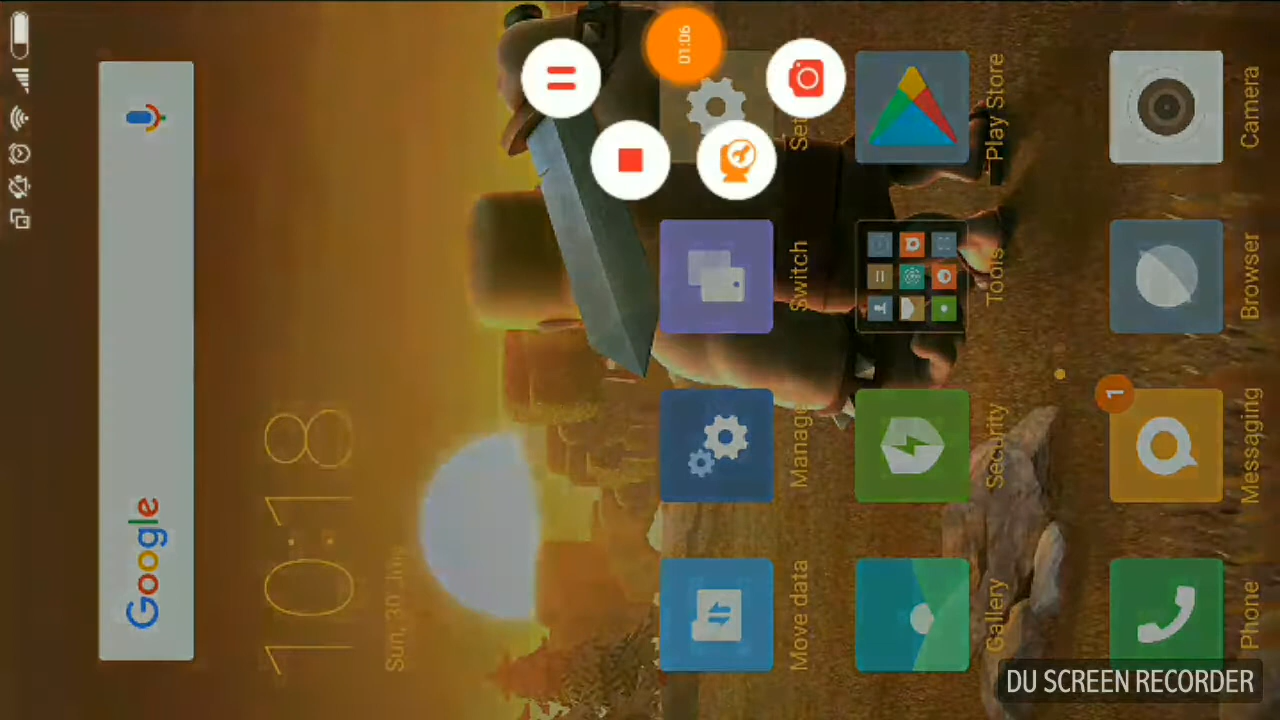 Google
10:18
Sun, 30
01:06
Switch
Manage
Move data
Play Store
Tools
Security
Gallery
Camera
Browser
1
Messaging
Phone
DU SCREEN RECORDER